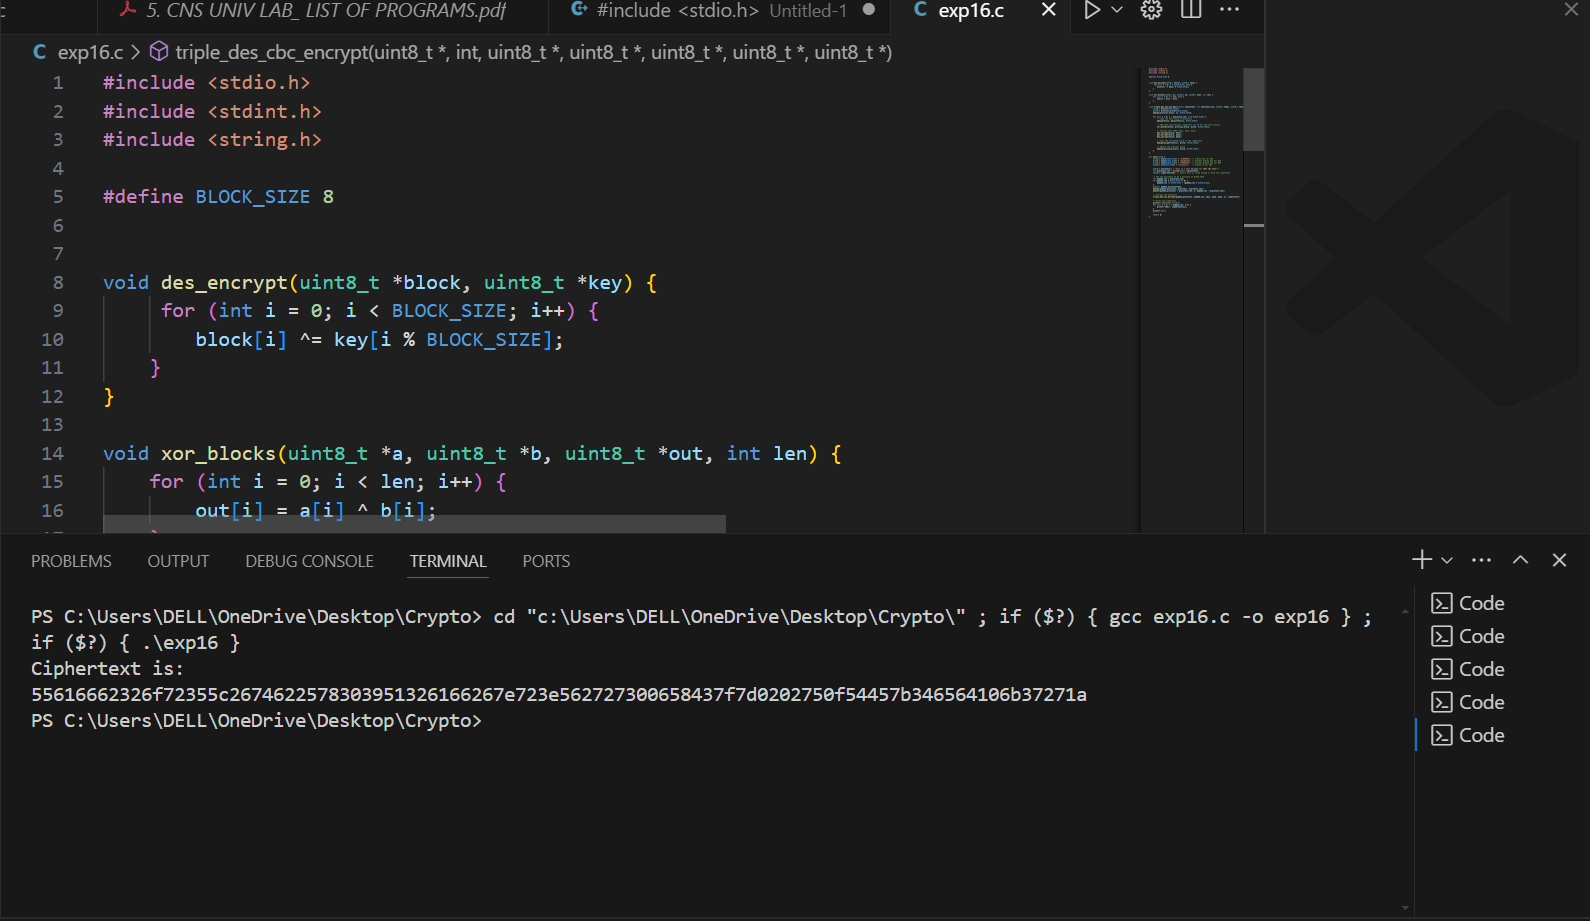 5. CNS UNIV LAB_ LIST OF PROGRAMS.pdf
#include <stdio.h> Untitled-1
C exp16.c
C exp16.c > triple_des_cbc_encrypt(uint8_t *, int, uint8_t *, uint8_t *, uint8_t *, uint8_t *, uint8_t *)
1 #include <stdio.h>
2 #include <stdint.h>
3 #include <string.h>
4
5 #define BLOCK_SIZE 8
6
7
8 void des_encrypt(uint8_t *block, uint8_t *key) {
9 for (int i = 0; i < BLOCK_SIZE; i++) {
10 block[i] ^= key[i % BLOCK_SIZE];
11 }
12 }
13
14 void xor_blocks(uint8_t *a, uint8_t *b, uint8_t *out, int len) {
15 for (int i = 0; i < len; i++) {
16 out[i] = a[i] ^ b[i];
PROBLEMS OUTPUT DEBUG CONSOLE TERMINAL PORTS
PS C:\Users\DELL\OneDrive\Desktop\Crypto> cd "c:\Users\DELL\OneDrive\Desktop\Crypto\" ; if ($?) { gcc exp16.c -o exp16 } ;
if ($?) { .\exp16 }
Ciphertext is:
55616662326f72355c2674622578303951326166267e723e562727300658437f7d0202750f54457b346564106b37271a
PS C:\Users\DELL\OneDrive\Desktop\Crypto>
Code
Code
Code
Code
Code